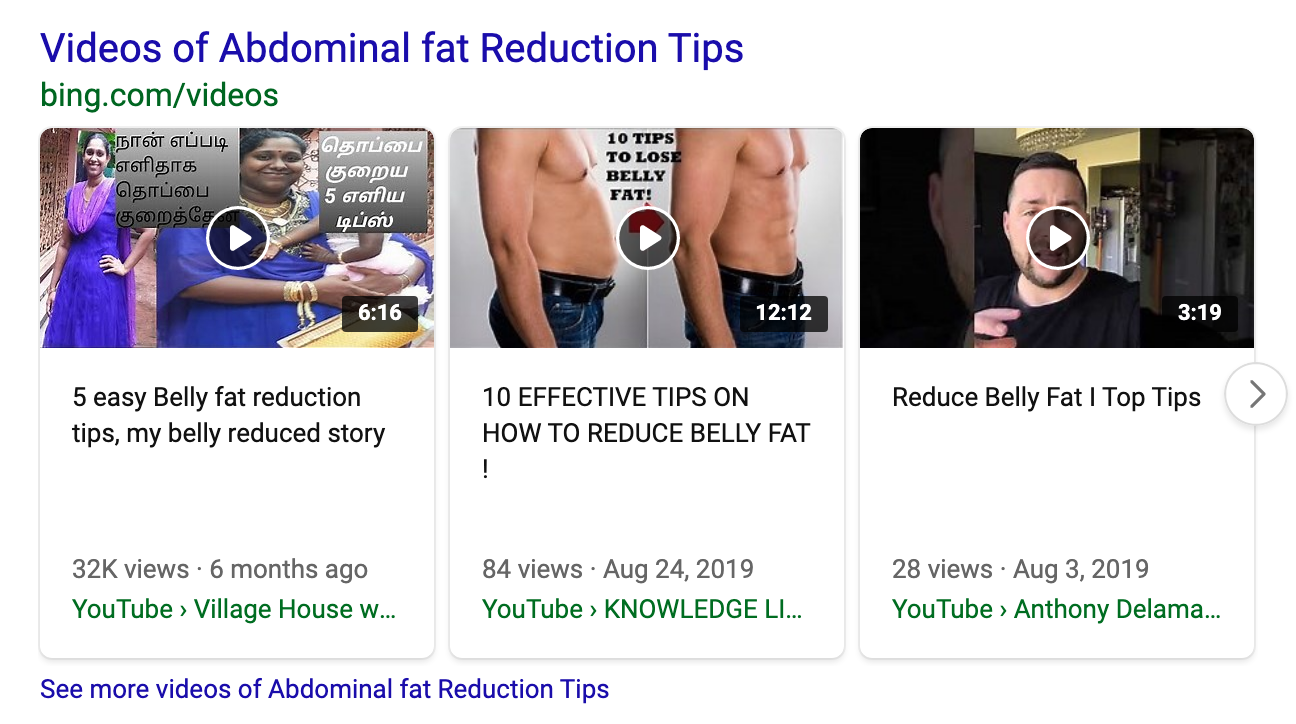 Videos of Abdominal fat Reduction Tips
bing.com/videos
நான் எப்படி
எளிதாக
தொப்பை
குறைத்தேன்
தொப்பை
குறைய
5 எளிய
டிப்ஸ்
6:16
10 TIPS
TO LOSE
BELLY
FAT!
12:12
3:19
5 easy Belly fat reduction
tips, my belly reduced story
32K views · 6 months ago
YouTube › Village House w...
10 EFFECTIVE TIPS ON
HOW TO REDUCE BELLY FAT
!
84 views · Aug 24, 2019
YouTube › KNOWLEDGE LI...
Reduce Belly Fat I Top Tips
28 views · Aug 3, 2019
YouTube › Anthony Delama...
See more videos of Abdominal fat Reduction Tips